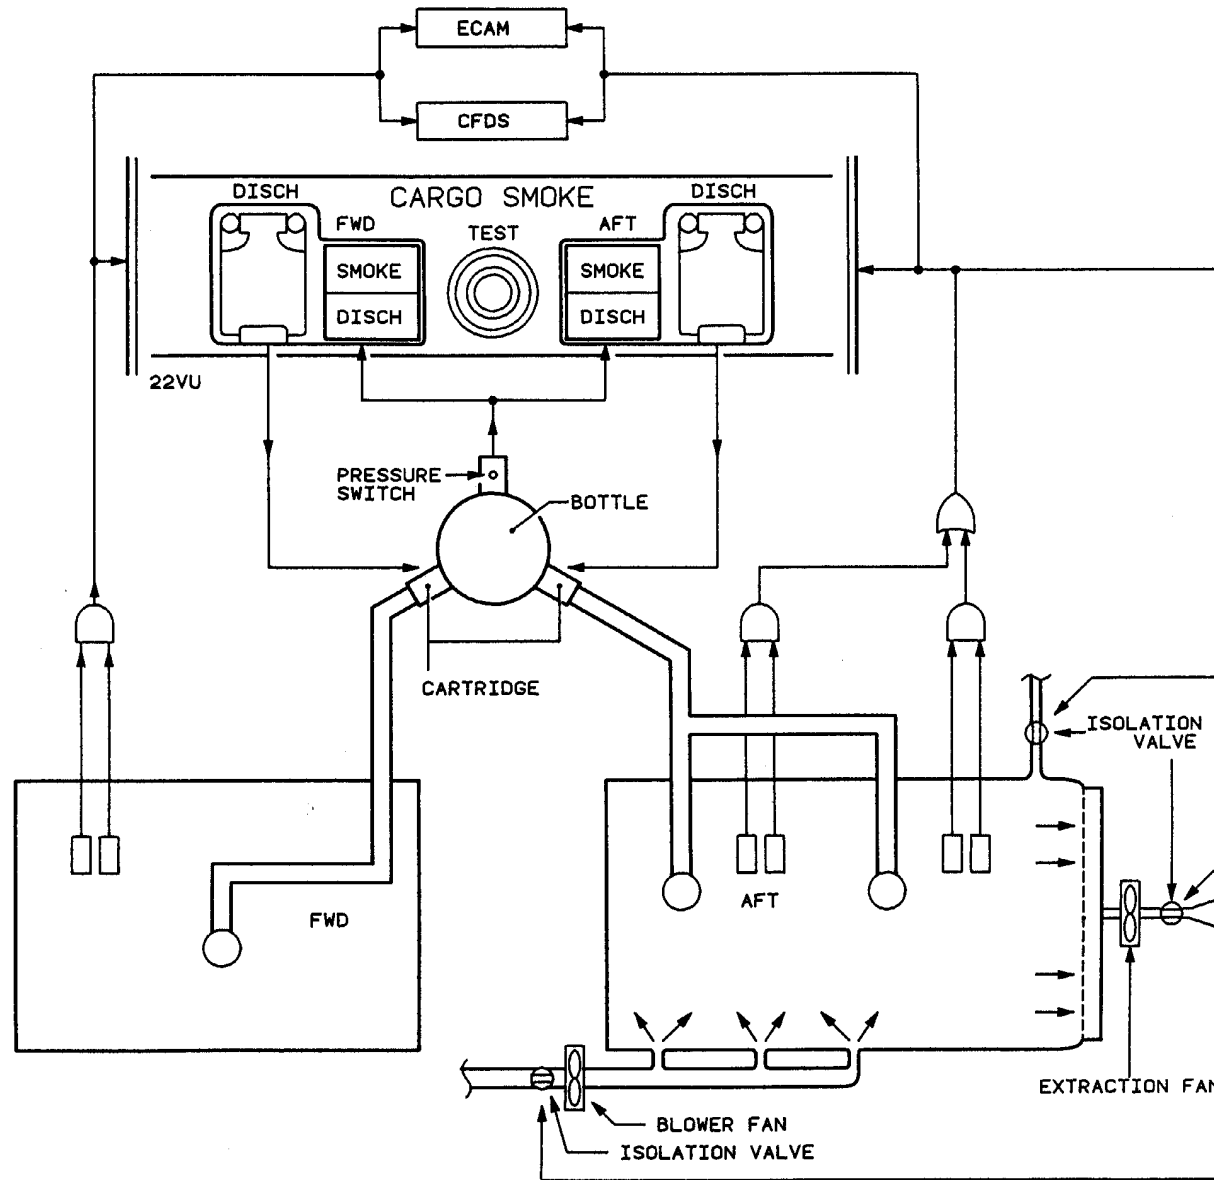 ECAM
CFDS
DISCH
CARGO SMOKE
DISCH
FWD
TEST
AFT
SMOKE
SMOKE
DISCH
DISCH
22VU
PRESSURE
SWITCH
BOTTLE
CARTRIDGE
ISOLATION
VALVE
AFT
FWD
EXTRACTION FAN
BLOWER FAN
ISOLATION VALVE